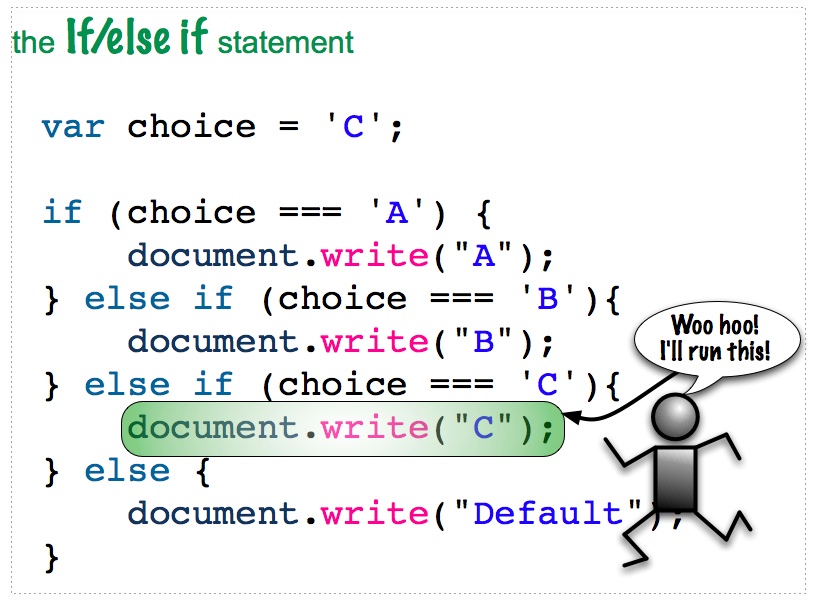 the If/else if statement
var choice = 'C';
if (choice === 'A') {
document.write("A");
} else if (choice === 'B'){
document.write("B");
} else if (choice === 'C'){
document.write("C");
} else {
document.write("Default");
}
Woo hoo!
I'll run this!